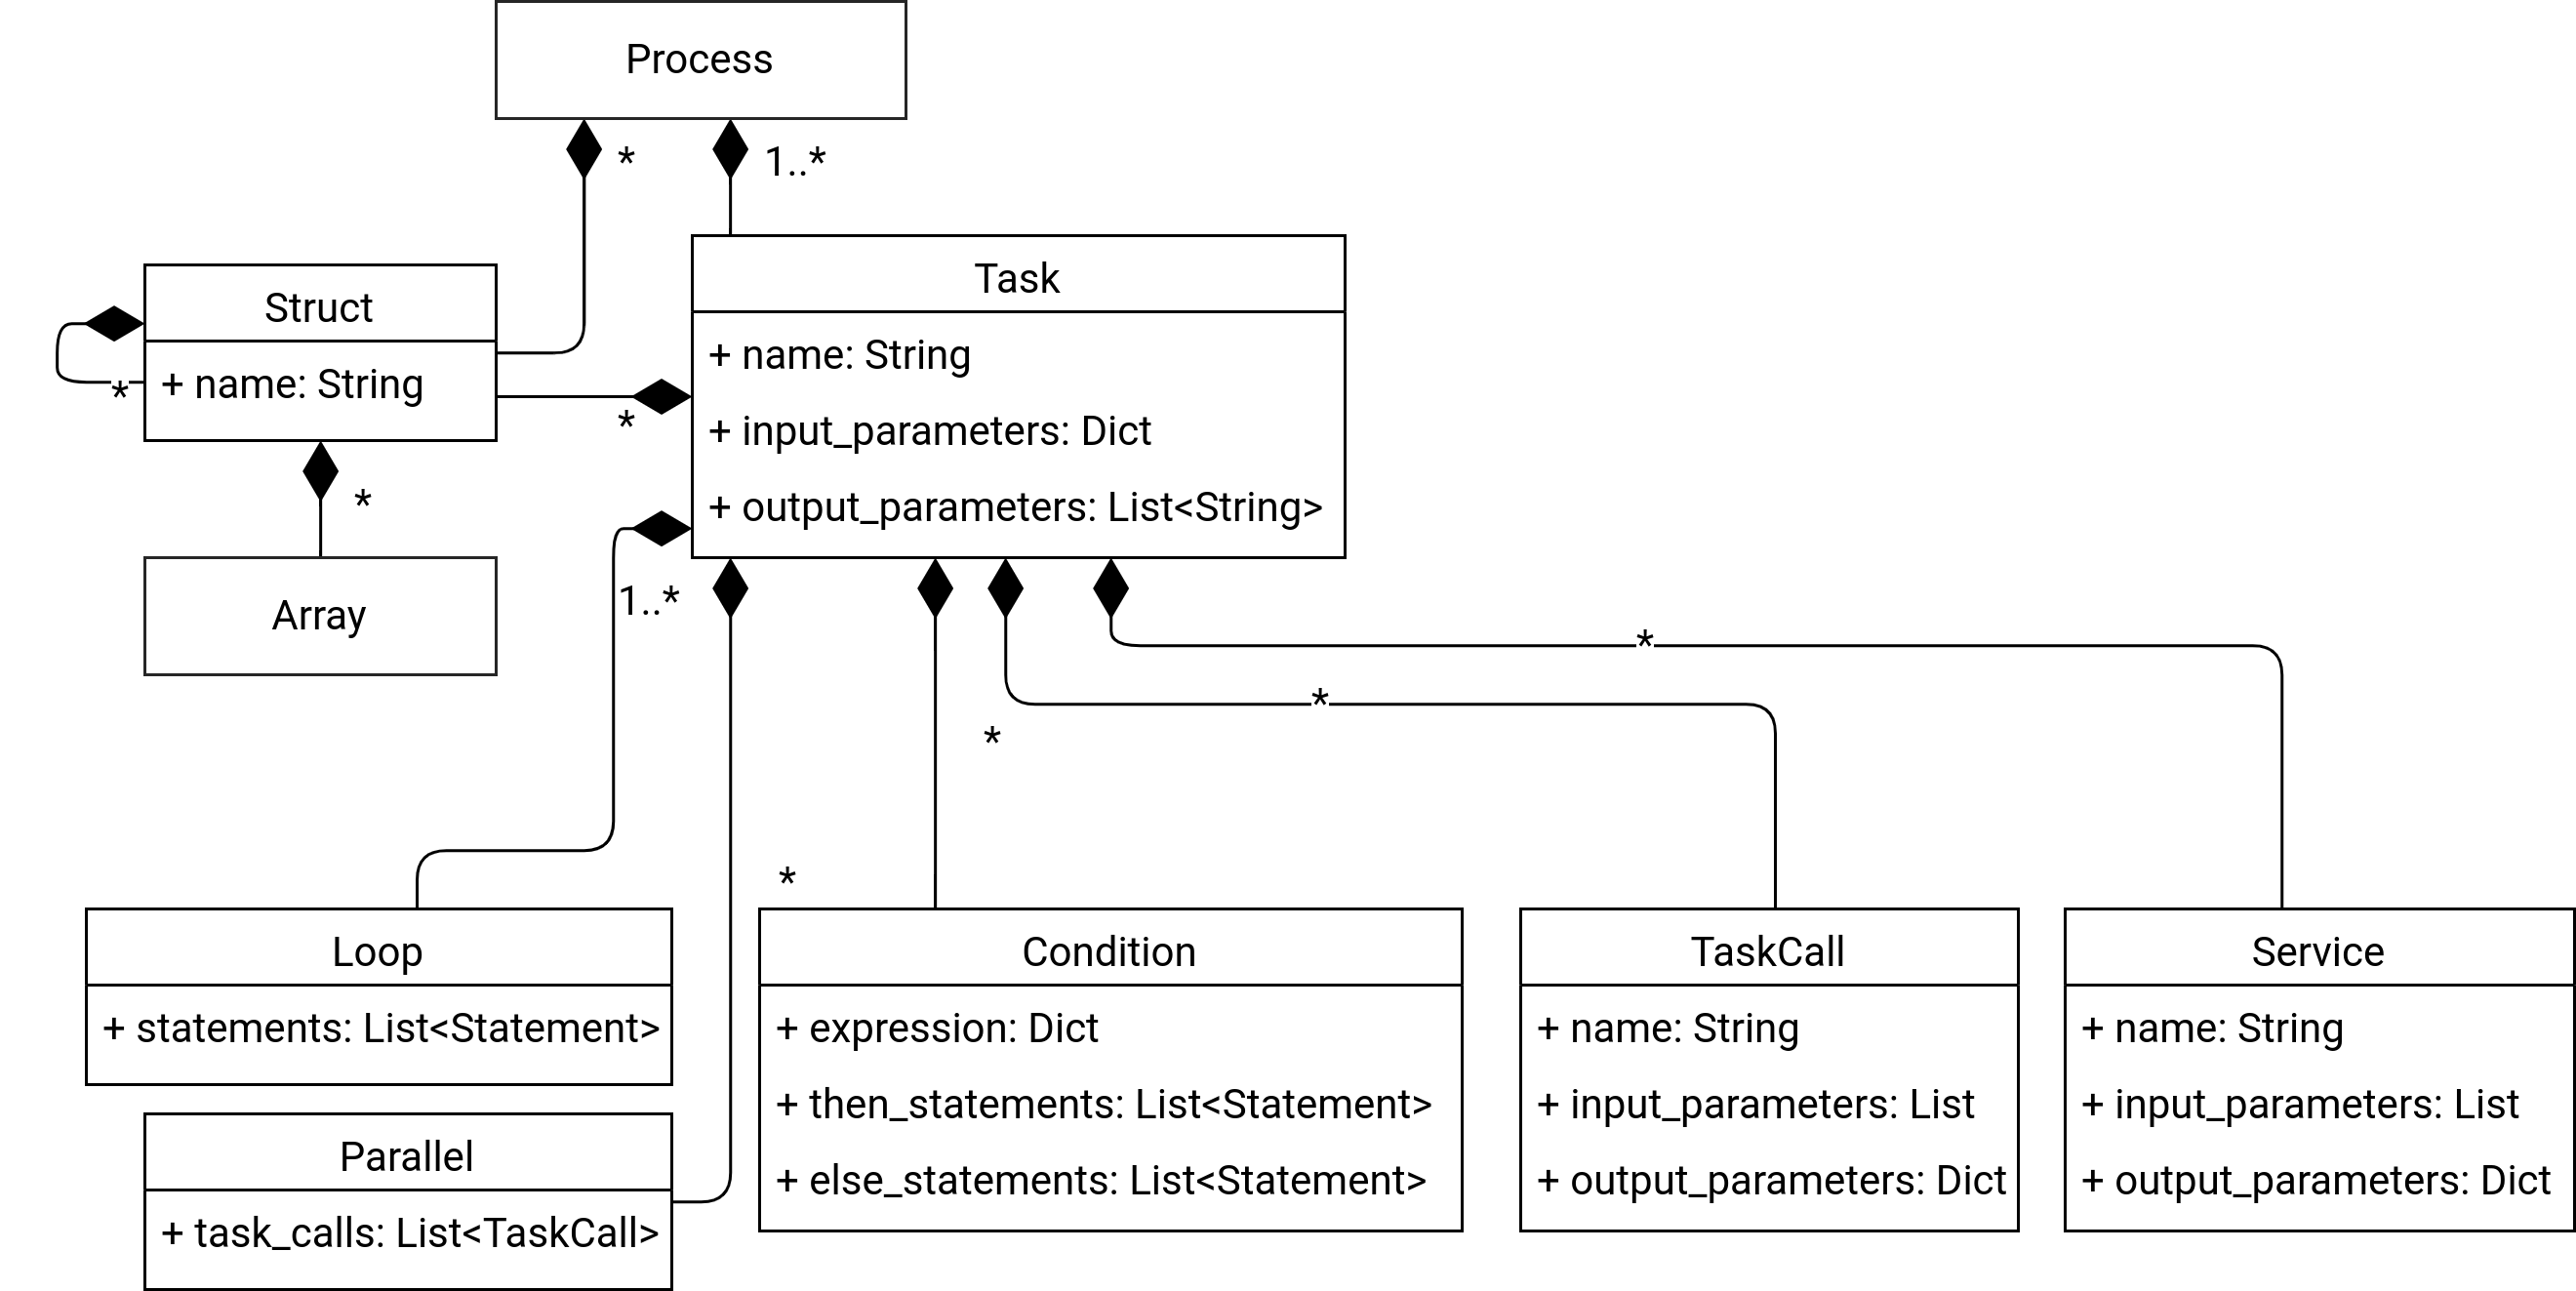 Process
*
1..*
Struct
+ name: String
*
*
*
Array
Task
+ name: String
+ input_parameters: Dict
+ output_parameters: List<String>
1..*
*
*
*
*
Loop
+ statements: List<Statement>
Parallel
+ task_calls: List<TaskCall>
Condition
+ expression: Dict
+ then_statements: List<Statement>
+ else_statements: List<Statement>
TaskCall
+ name: String
+ input_parameters: List
+ output_parameters: Dict
Service
+ name: String
+ input_parameters: List
+ output_parameters: Dict